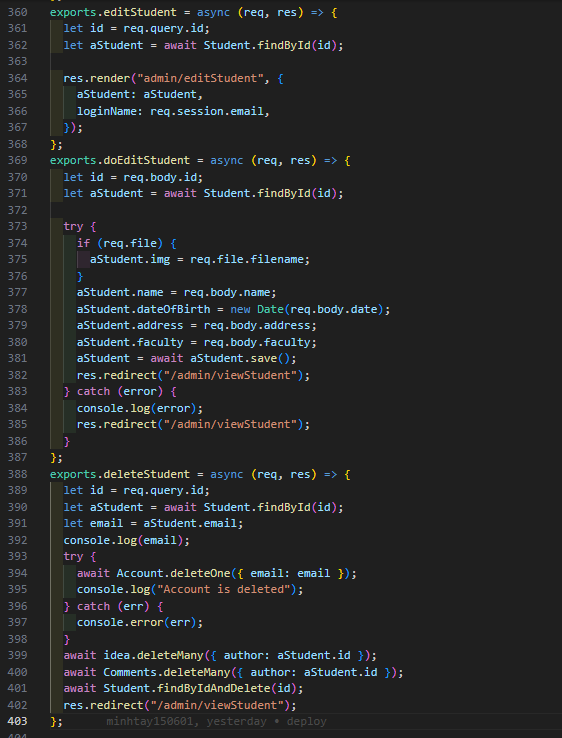 360 exports.editStudent = async (req, res) => {
361   let id = req.query.id;
362   let aStudent = await Student.findById(id);
363
364   res.render("admin/editStudent", {
365     aStudent: aStudent,
366     loginName: req.session.email,
367   });
368 };
369 exports.doEditStudent = async (req, res) => {
370   let id = req.body.id;
371   let aStudent = await Student.findById(id);
372
373   try {
374     if (req.file) {
375       aStudent.img = req.file.filename;
376     }
377     aStudent.name = req.body.name;
378     aStudent.dateOfBirth = new Date(req.body.date);
379     aStudent.address = req.body.address;
380     aStudent.faculty = req.body.faculty;
381     aStudent = await aStudent.save();
382     res.redirect("/admin/viewStudent");
383   } catch (error) {
384     console.log(error);
385     res.redirect("/admin/viewStudent");
386   }
387 };
388 exports.deleteStudent = async (req, res) => {
389   let id = req.query.id;
390   let aStudent = await Student.findById(id);
391   let email = aStudent.email;
392   console.log(email);
393   try {
394     await Account.deleteOne({ email: email });
395     console.log("Account is deleted");
396   } catch (err) {
397     console.error(err);
398   }
399   await idea.deleteMany({ author: aStudent.id });
400   await Comments.deleteMany({ author: aStudent.id });
401   await Student.findByIdAndDelete(id);
402   res.redirect("/admin/viewStudent");
403 };      minhtay150601, yesterday • deploy